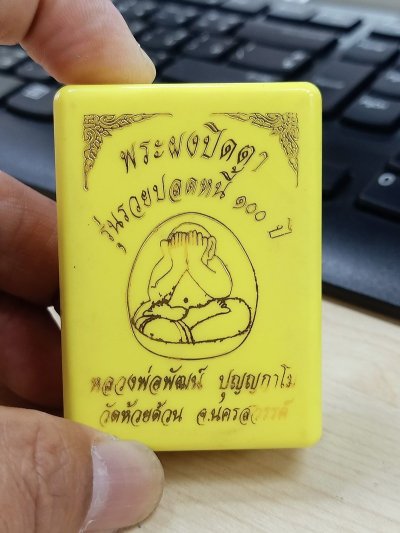 พระผงปิดตา
รุ่นรวยปลดหนี้ ๑๐๐ ปี
หลวงพ่อพัฒน์ ปุญญกาโม
วัดห้วยด้วน จ.นครสวรรค์